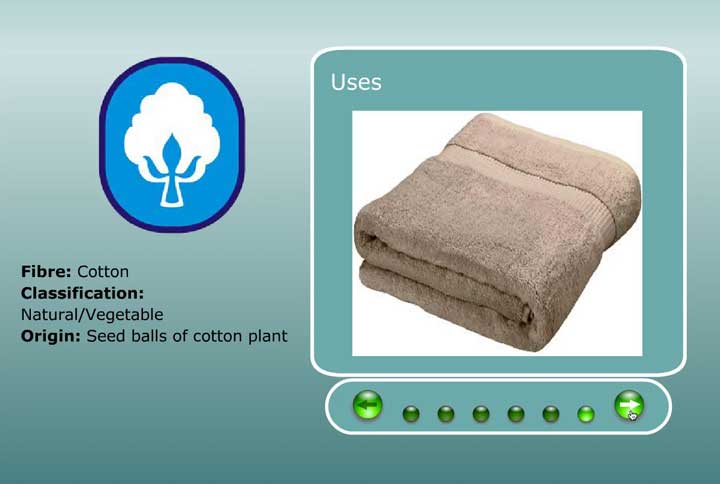 Uses
Fibre: Cotton
Classification:
Natural/Vegetable
Origin: Seed balls of cotton plant